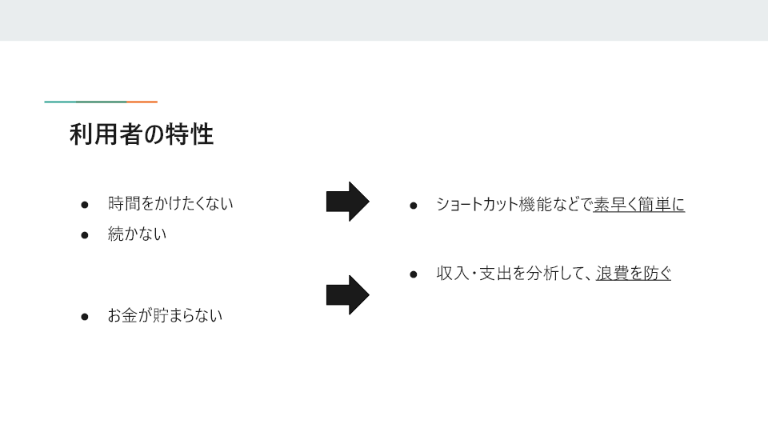 利用者の特性
● 時間をかけたくない
● 続かない
● お金が貯まらない
● ショートカット機能などで素早く簡単に
● 収入・支出を分析して、浪費を防ぐ